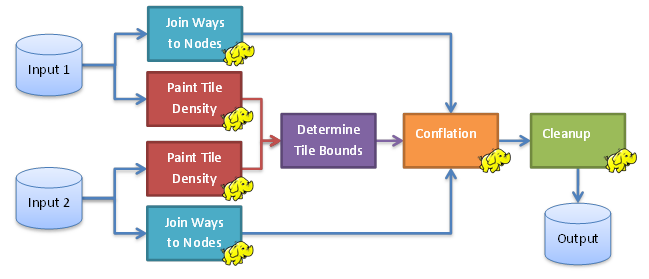 Input 1
Join Ways
to Nodes
Paint Tile
Density
Determine
Tile Bounds
Conflation
Cleanup
Input 2
Paint Tile
Density
Join Ways
to Nodes
Output